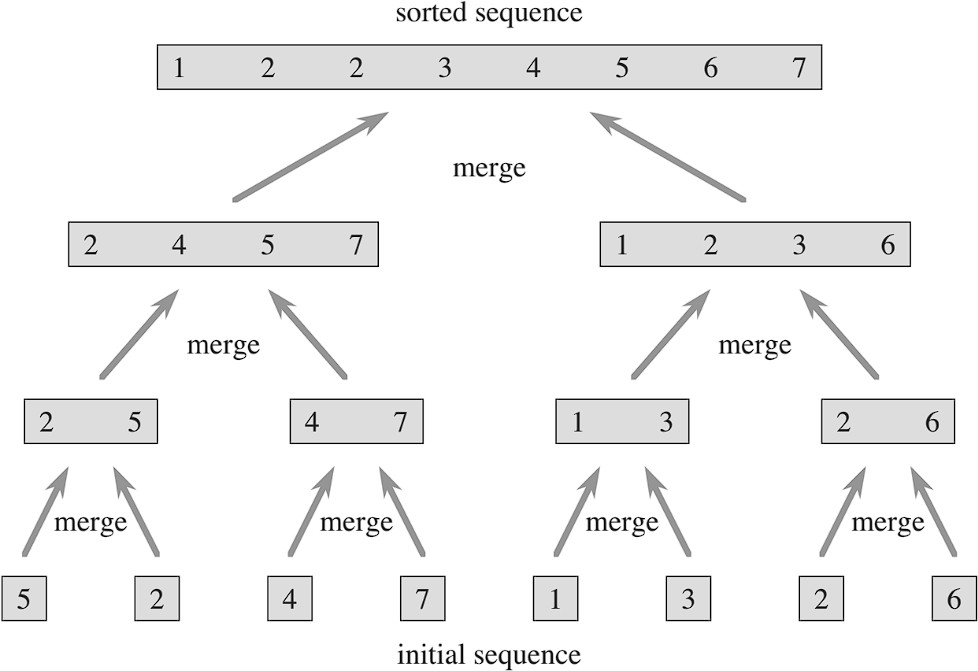 sorted sequence
1 2 2 3 4 5 6 7
merge
2 4 5 7 1 2 3 6
merge merge
2 5 4 7 1 3 2 6
merge merge merge merge
5 2 4 7 1 3 2 6
initial sequence